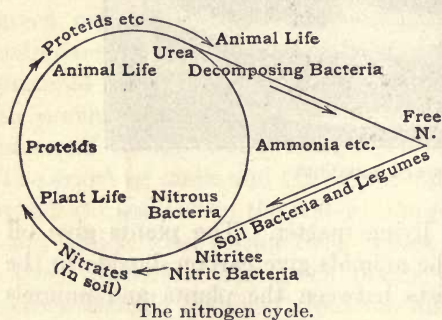 Proteids etc
Animal Life
Urea
Animal Life
Decomposing Bacteria
Free
N.
Proteids
Ammonia etc.
Plant Life
Nitrous
Bacteria
Soil Bacteria and Legumes
Nitrites
Nitric Bacteria
Nitrates
(In soil)
The nitrogen cycle.